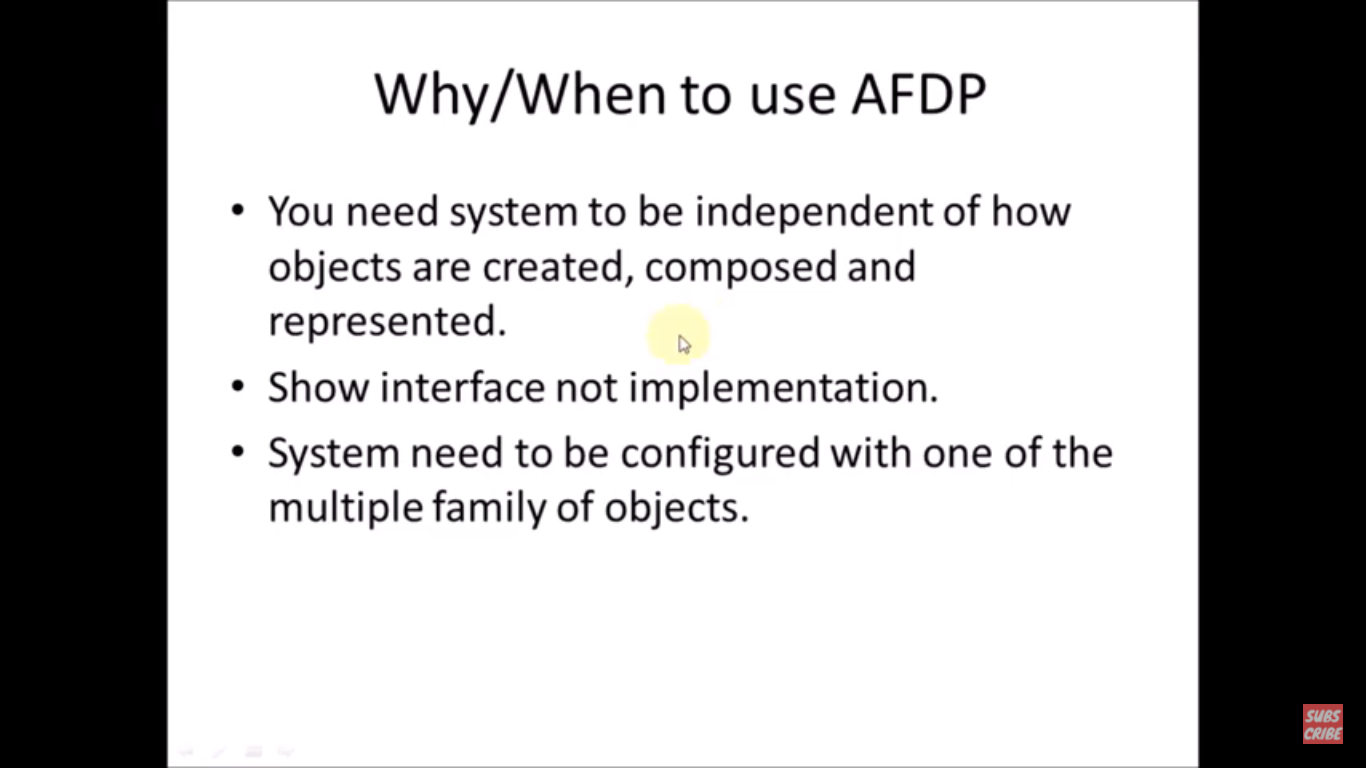 Why/When to use AFDP
• You need system to be independent of how
objects are created, composed and
represented.
• Show interface not implementation.
• System need to be configured with one of the
multiple family of objects.
SUBS
CRIBE